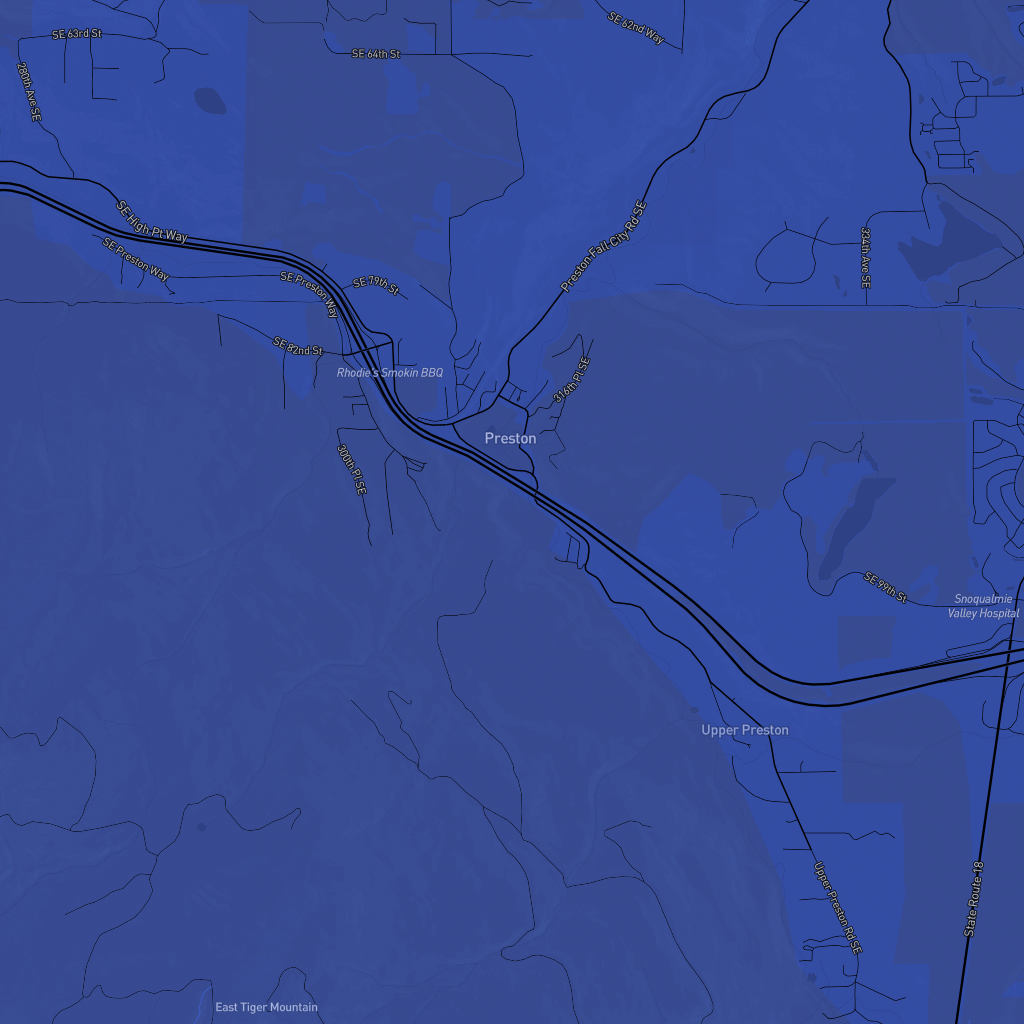 SE 62nd Way
SE 63rd St
SE 64th St
280th Ave SE
SE High Pt Way
SE Preston Way
Preston Fall City Rd SE
334th Ave SE
SE Preston Way
SE 79th St
SE 82nd St
Rhodie's Smokin BBQ
316th Pl SE
Preston
300th Pl SE
SE 99th St
Snoqualmie
Valley Hospital
Upper Preston
Upper Preston Rd SE
State Route 18
East Tiger Mountain